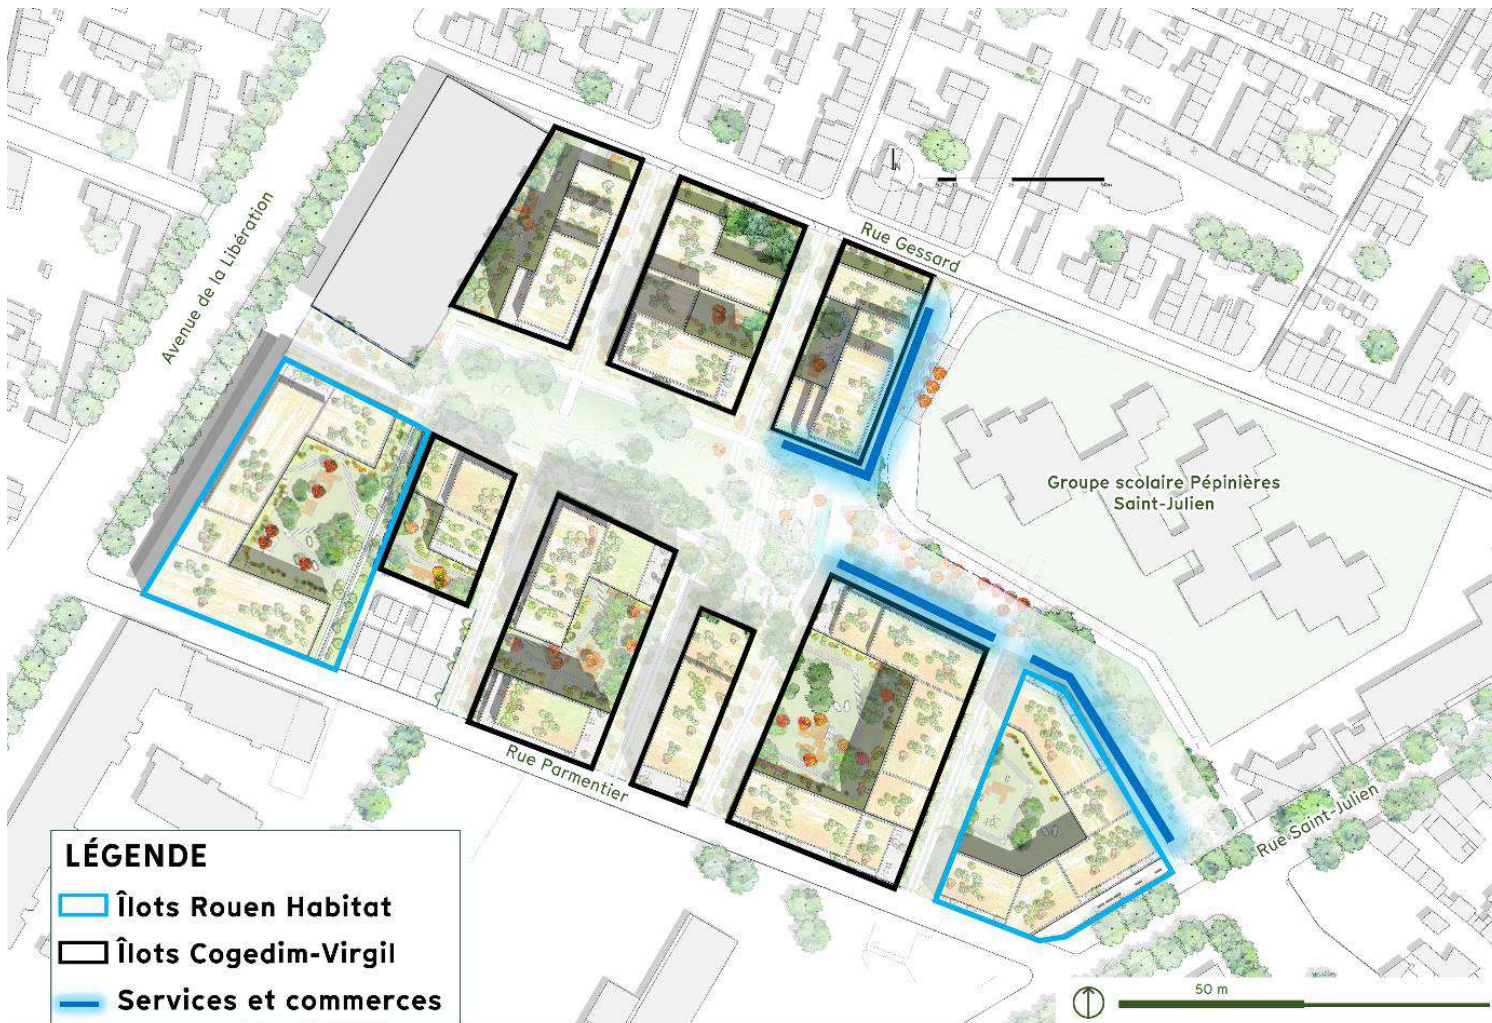 Avenue de la Libération
Rue Gessard
N
50m
Groupe scolaire Pépinières
Saint-Julien
Rue Parmentier
Rue Saint-Julien
LÉGENDE
Îlots Rouen Habitat
Îlots Cogedim-Virgil
Services et commerces
50 m